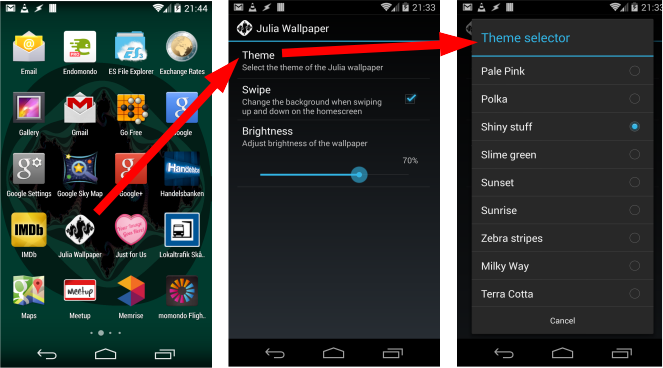 21:44
Email
Endomondo
ES File Explorer
Exchange Rates
Gallery
Gmail
Go Free
Google
Google Settings
Google Sky Map
Google+
Handelsbanken
IMDb
Julia Wallpaper
Just for Us
Lokaltrafik Skå..
Maps
Meetup
Memrise
momondo Fligh..
21:33
Julia Wallpaper
Theme
Select the theme of the Julia wallpaper
Swipe
Change the background when swiping
up and down on the homescreen
Brightness
Adjust brightness of the wallpaper
70%
21:33
Theme selector
Pale Pink
Polka
Shiny stuff
Slime green
Sunset
Sunrise
Zebra stripes
Milky Way
Terra Cotta
Cancel